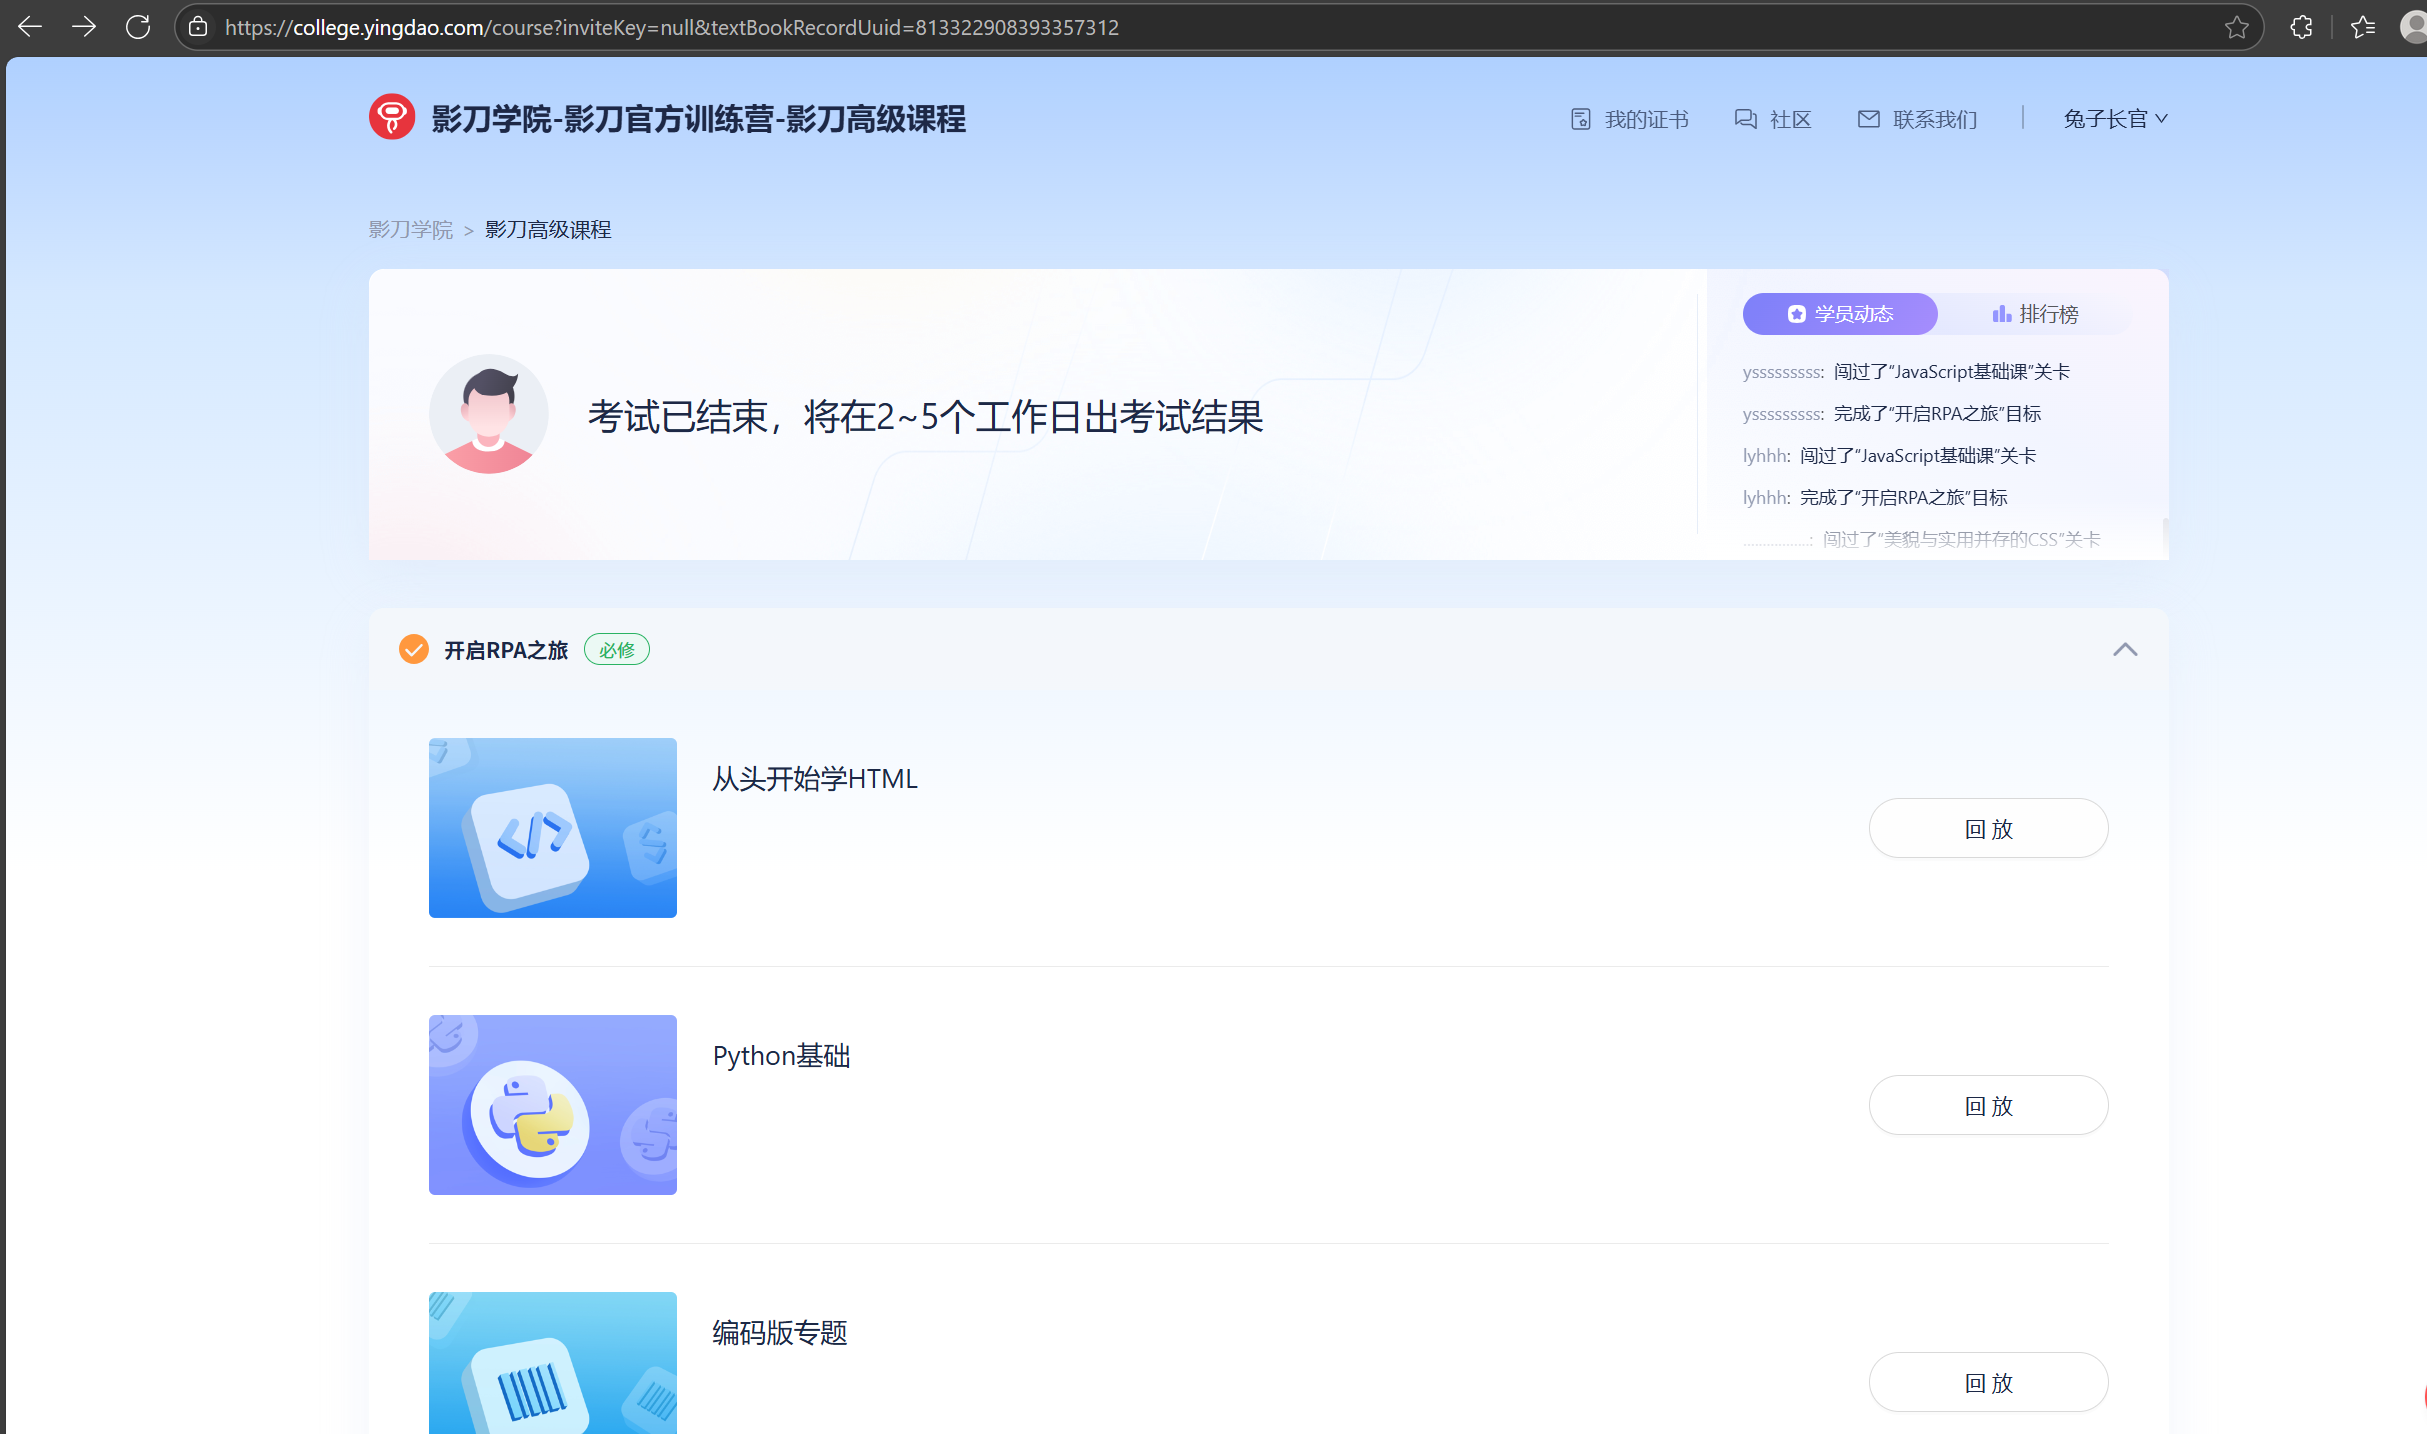 https://college.yingdao.com/course?inviteKey=null&textBookRecordUuid=813322908393357312
影刀学院-影刀官方训练营-影刀高级课程
我的证书
社区
联系我们
兔子长官
影刀学院 > 影刀高级课程
考试已结束，将在2~5个工作日出考试结果
学员动态
排行榜
ysssssssss: 闯过了“JavaScript基础课”关卡
ysssssssss: 完成了“开启RPA之旅”目标
lyhhh: 闯过了“JavaScript基础课”关卡
lyhhh: 完成了“开启RPA之旅”目标
.................: 闯过了“美貌与实用并存的CSS”关卡
开启RPA之旅
必修
从头开始学HTML
回放
Python基础
回放
编码版专题
回放